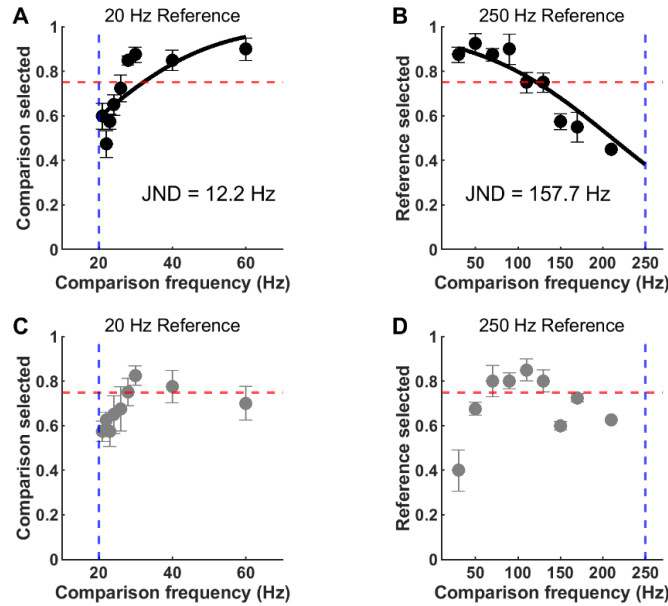 A
20 Hz Reference
Comparison selected
1
0.8
0.6
0.4
0.2
0
JND = 12.2 Hz
20
40
60
Comparison frequency (Hz)
B
250 Hz Reference
Reference selected
1
0.8
0.6
0.4
0.2
0
JND = 157.7 Hz
50
100
150
200
250
Comparison frequency (Hz)
C
20 Hz Reference
Comparison selected
1
0.8
0.6
0.4
0.2
0
20
40
60
Comparison frequency (Hz)
D
250 Hz Reference
Reference selected
1
0.8
0.6
0.4
0.2
0
50
100
150
200
250
Comparison frequency (Hz)